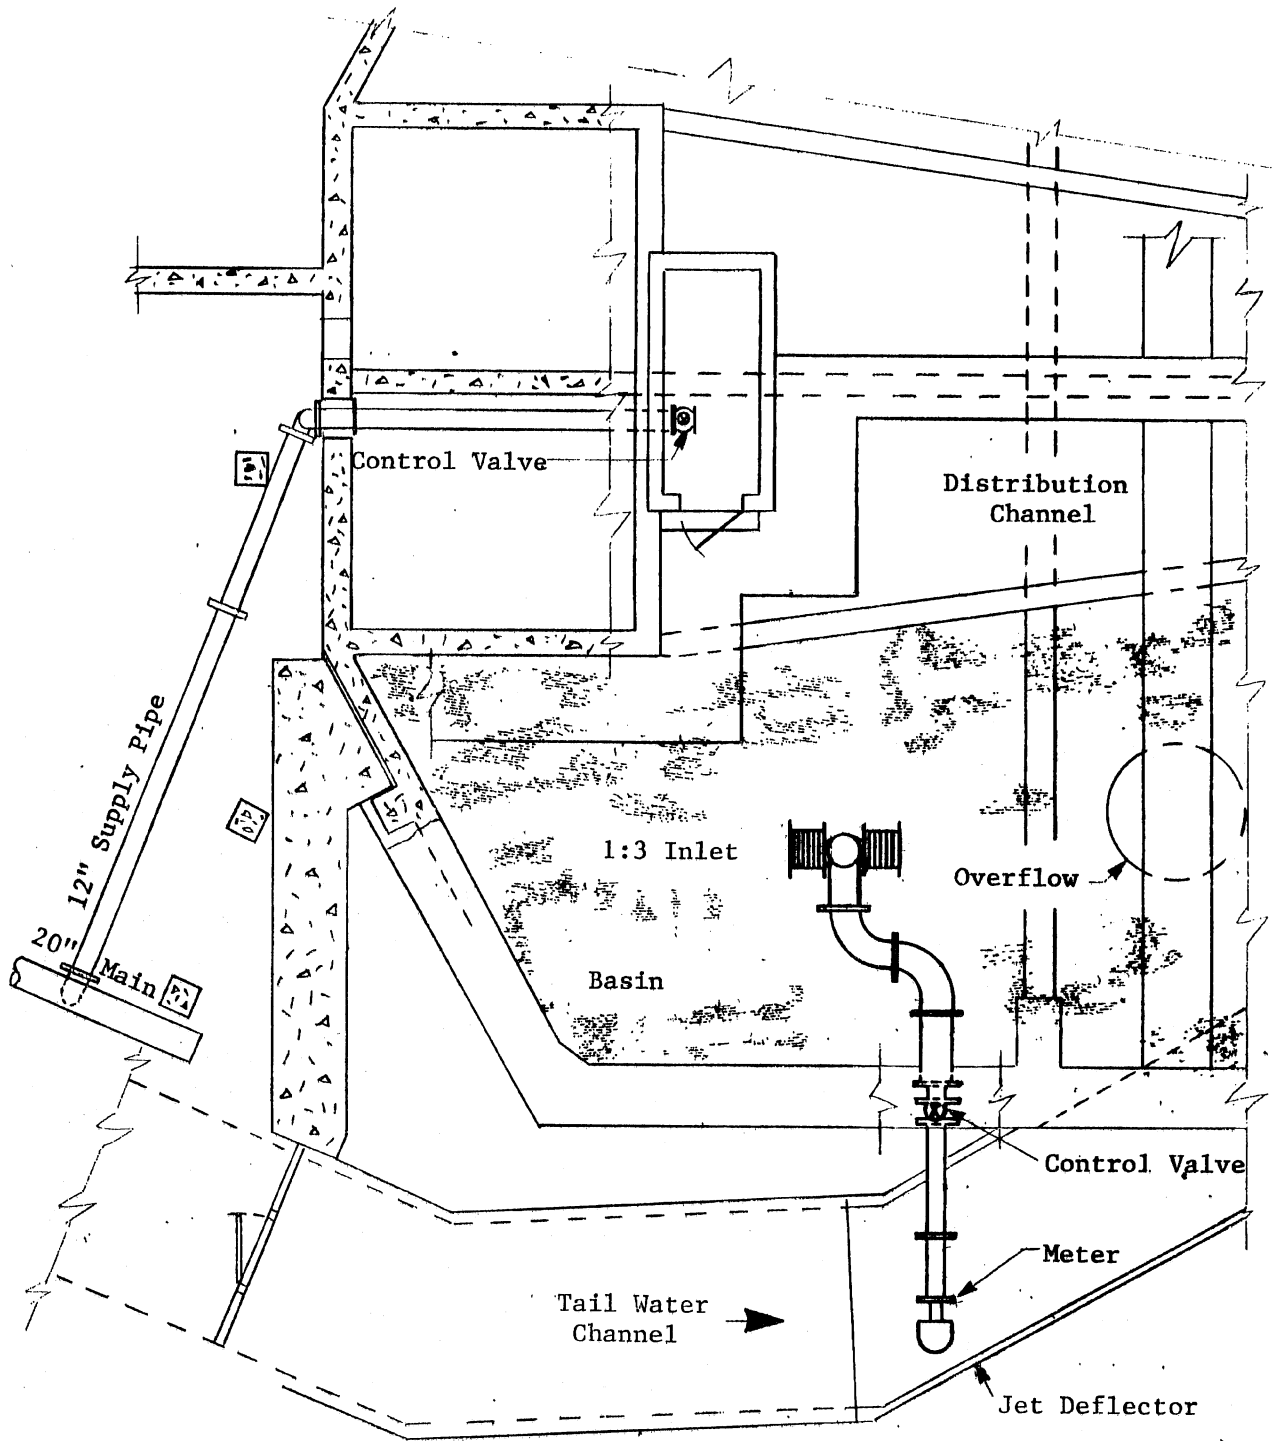 Control Valve
Distribution
Channel
12" Supply Pipe
1:3 Inlet
Overflow
20" Main
Basin
Control Valve
Meter
Tail Water
Channel
Jet Deflector